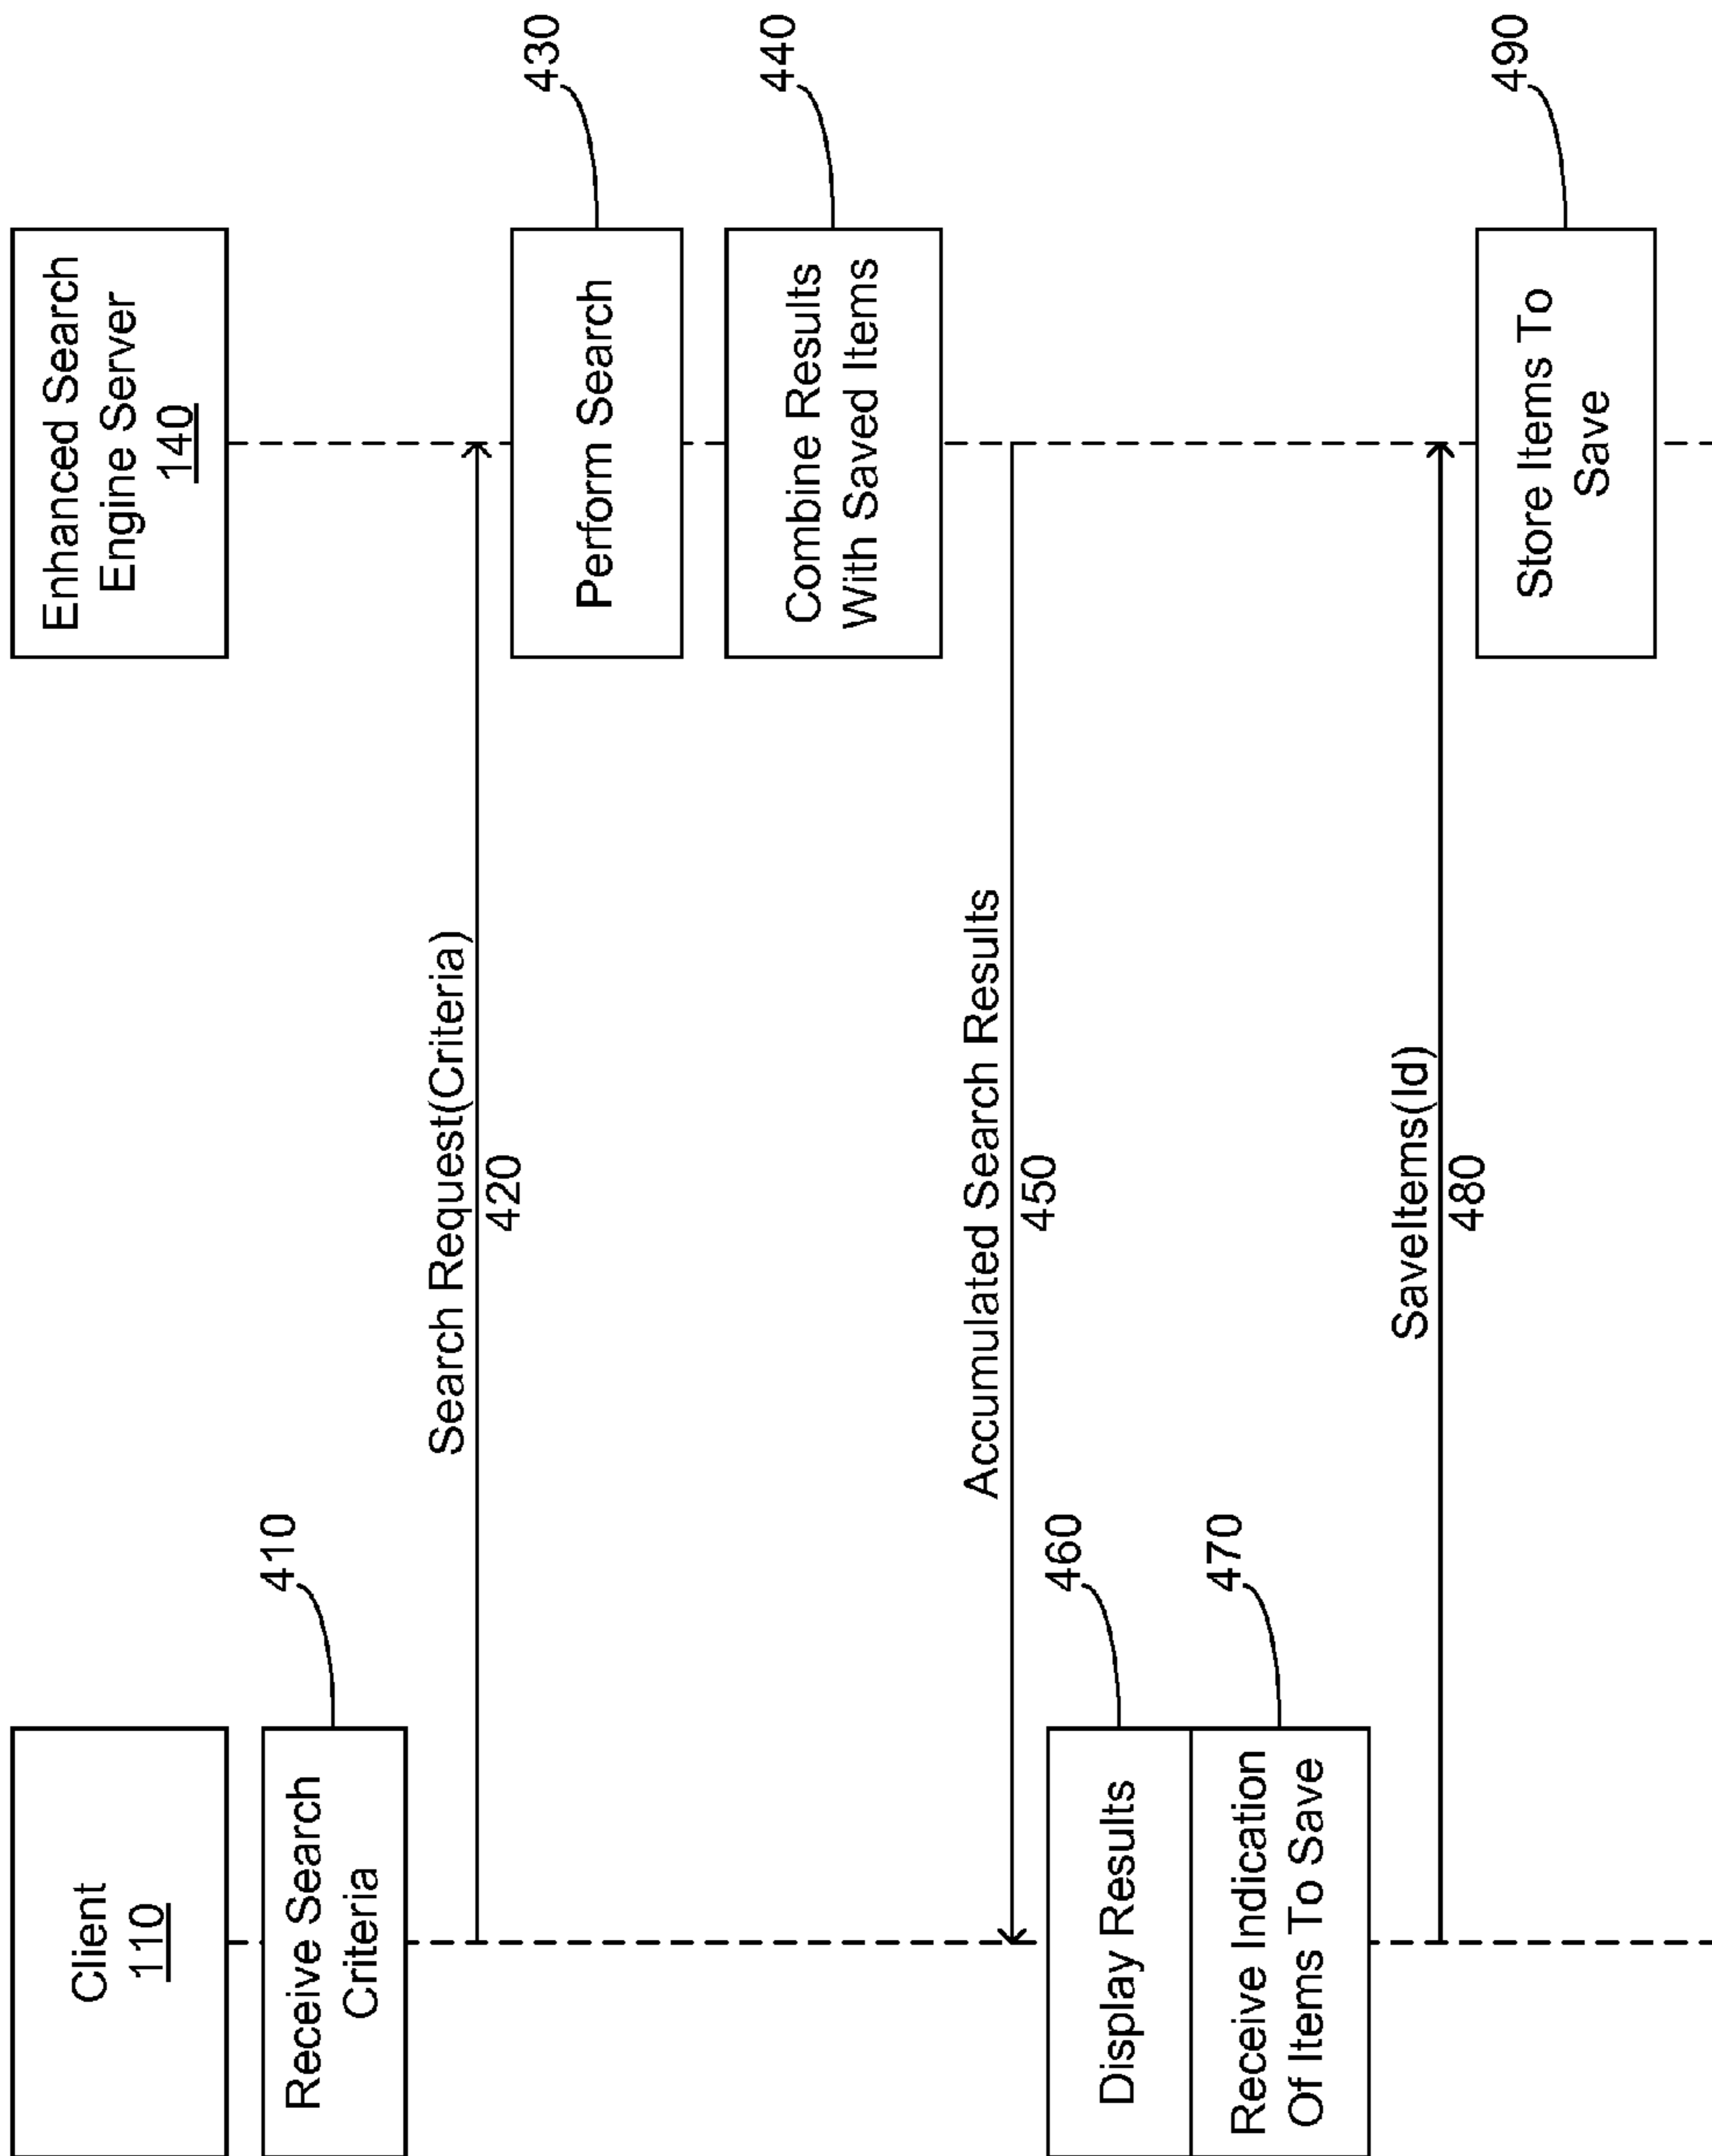 Client
110
Enhanced Search
Engine Server
140
Receive Search
Criteria
410
Search Request(Criteria)
420
Perform Search
430
Combine Results
With Saved Items
440
Accumulated Search Results
450
Display Results
460
Receive Indication
Of Items To Save
470
SaveItems(Id)
480
Store Items To
Save
490